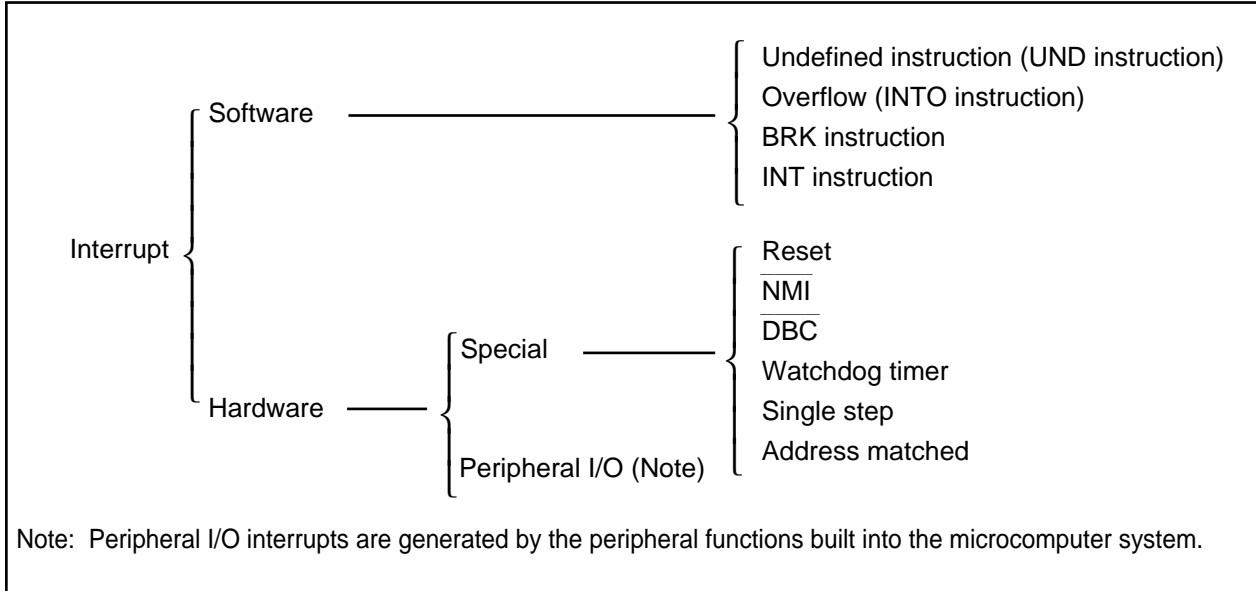 Undefined instruction (UND instruction)
Overflow (INTO instruction)
Software
BRK instruction
INT instruction
Interrupt
Reset
NMI
DBC
Special
Watchdog timer
Hardware
Single step
Address matched
Peripheral I/O (Note)
Note: Peripheral I/O interrupts are generated by the peripheral functions built into the microcomputer system.